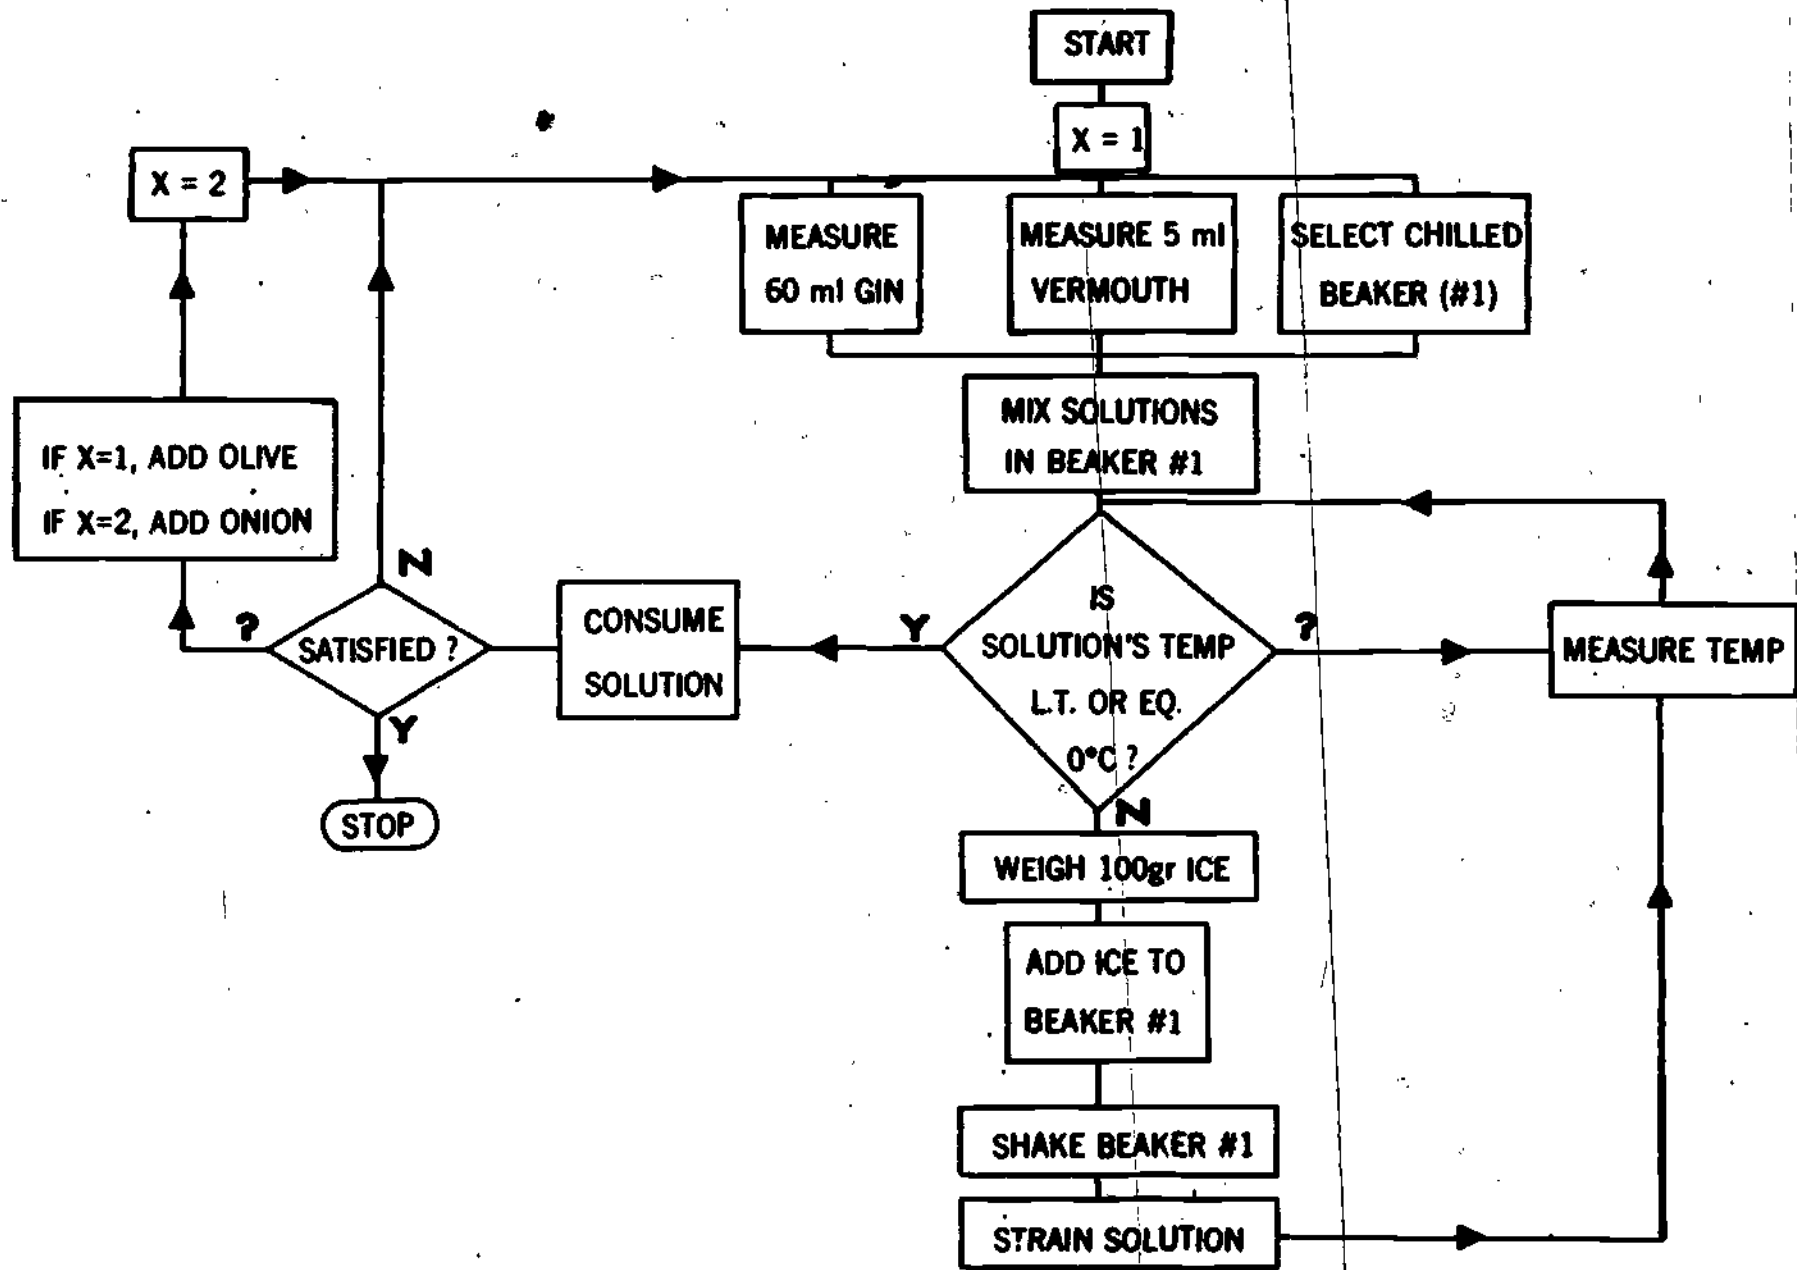 START
X = 1
X = 2
MEASURE
60 ml GIN
MEASURE 5 ml
VERMOUTH
SELECT CHILLED
BEAKER (#1)
MIX SOLUTIONS
IN BEAKER #1
IF X=1, ADD OLIVE
IF X=2, ADD ONION
N
?
SATISFIED ?
Y
STOP
CONSUME
SOLUTION
Y
IS
SOLUTION'S TEMP
L.T. OR EQ.
0°C ?
?
MEASURE TEMP
N
WEIGH 100gr ICE
ADD ICE TO
BEAKER #1
SHAKE BEAKER #1
STRAIN SOLUTION